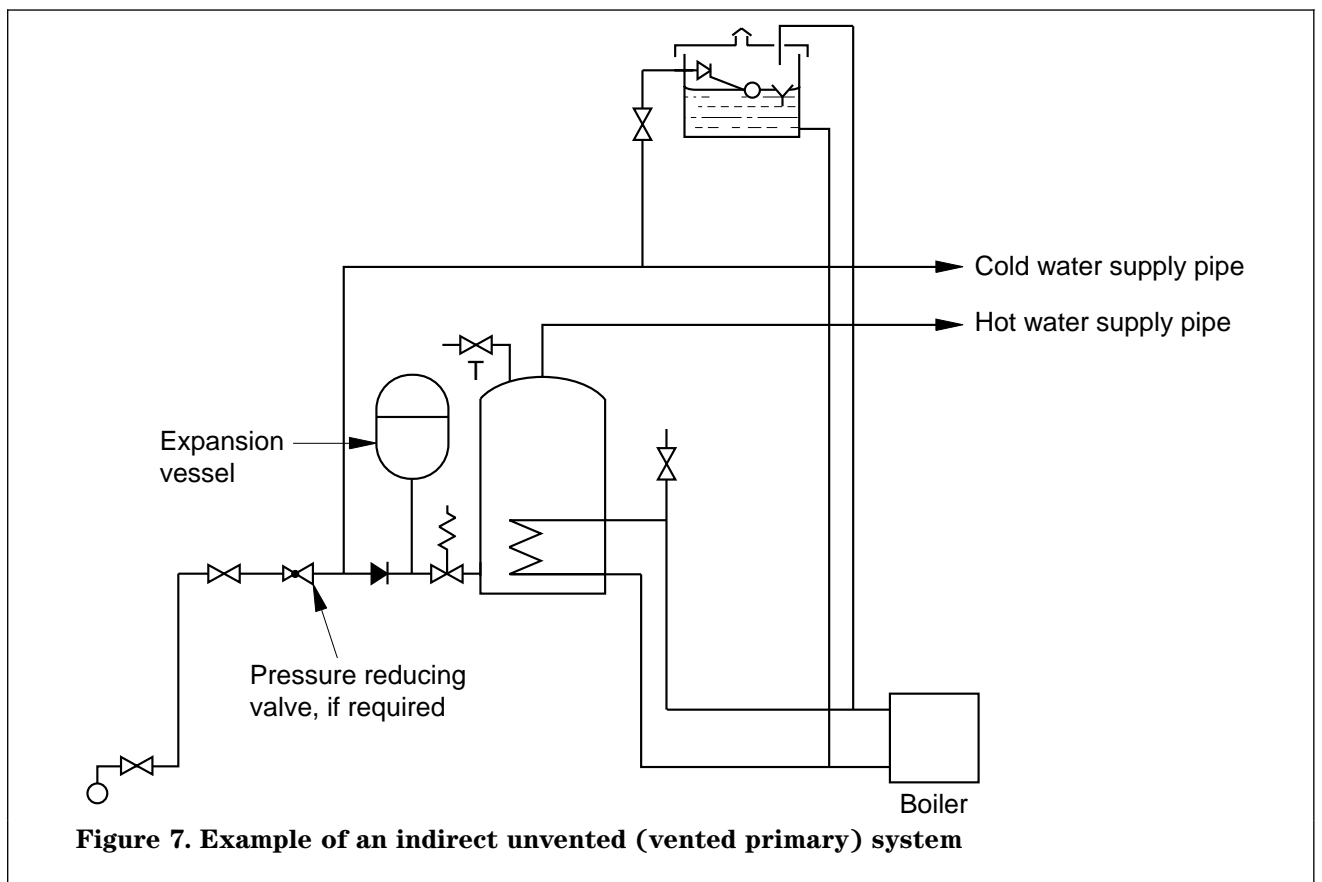 Cold water supply pipe
Hot water supply pipe
T
Expansion
vessel
Pressure reducing
valve, if required
Boiler
Figure 7. Example of an indirect unvented (vented primary) system